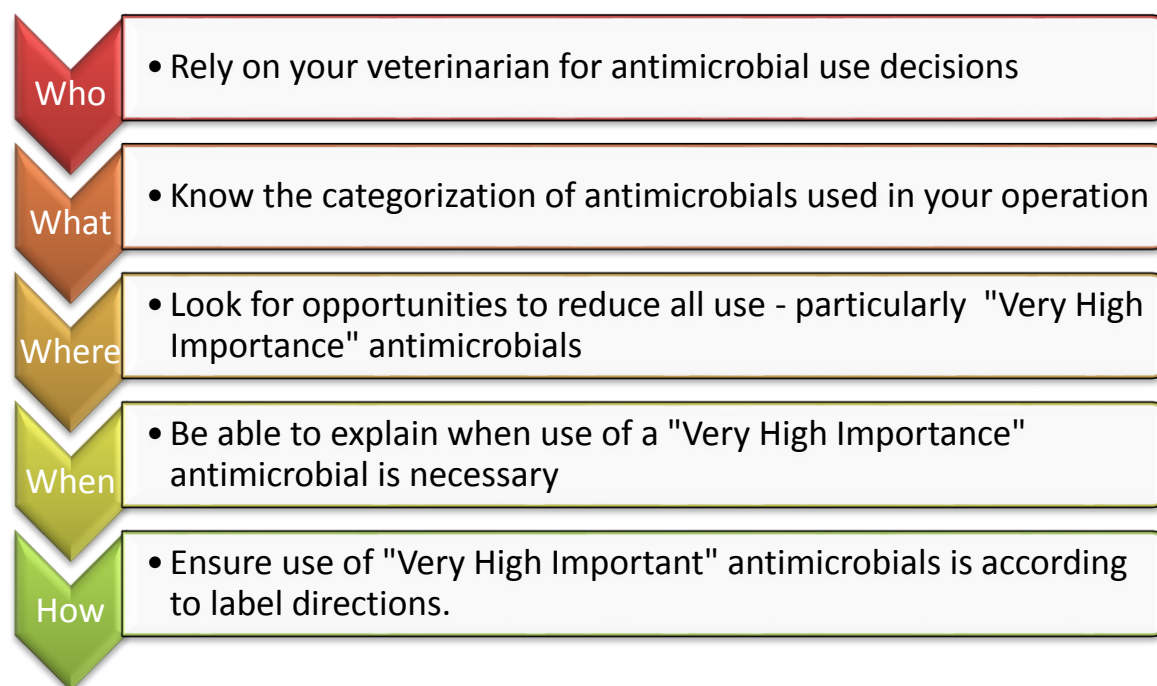 Who
• Rely on your veterinarian for antimicrobial use decisions
What
• Know the categorization of antimicrobials used in your operation
Where
• Look for opportunities to reduce all use - particularly "Very High
Importance" antimicrobials
When
• Be able to explain when use of a "Very High Importance"
antimicrobial is necessary
How
• Ensure use of "Very High Important" antimicrobials is according
to label directions.